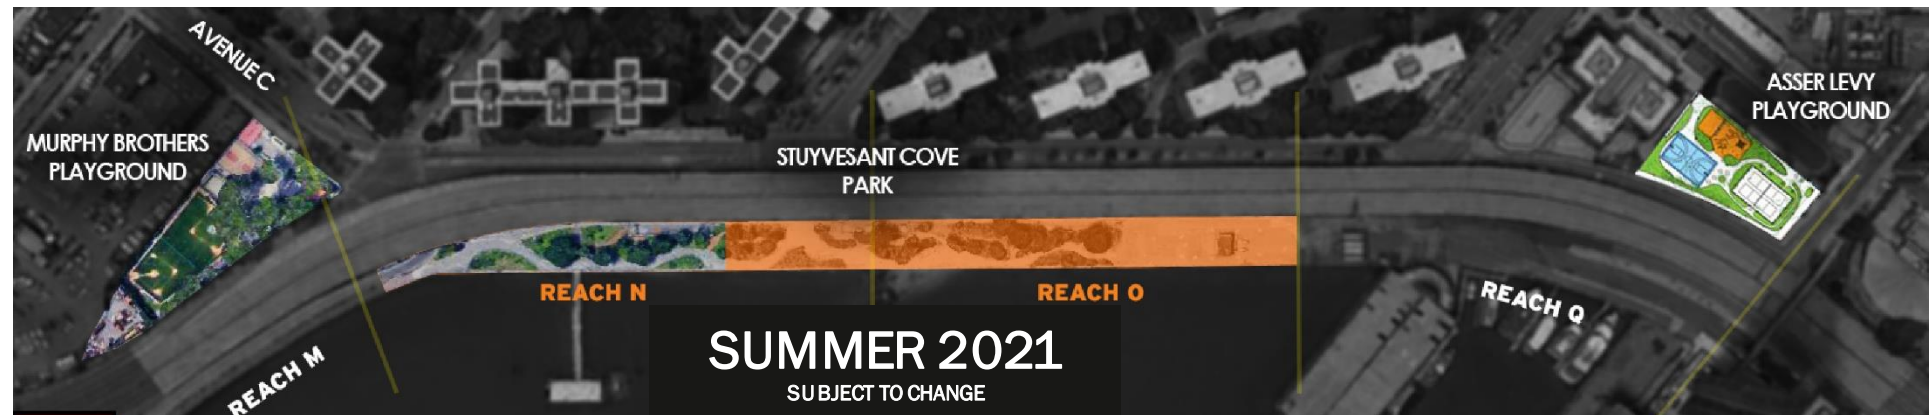 AVENUE C
MURPHY BROTHERS
PLAYGROUND
STUYVESANT COVE
PARK
ASSER LEVY
PLAYGROUND
REACH M
REACH N
REACH O
REACH Q
SUMMER 2021
SUBJECT TO CHANGE